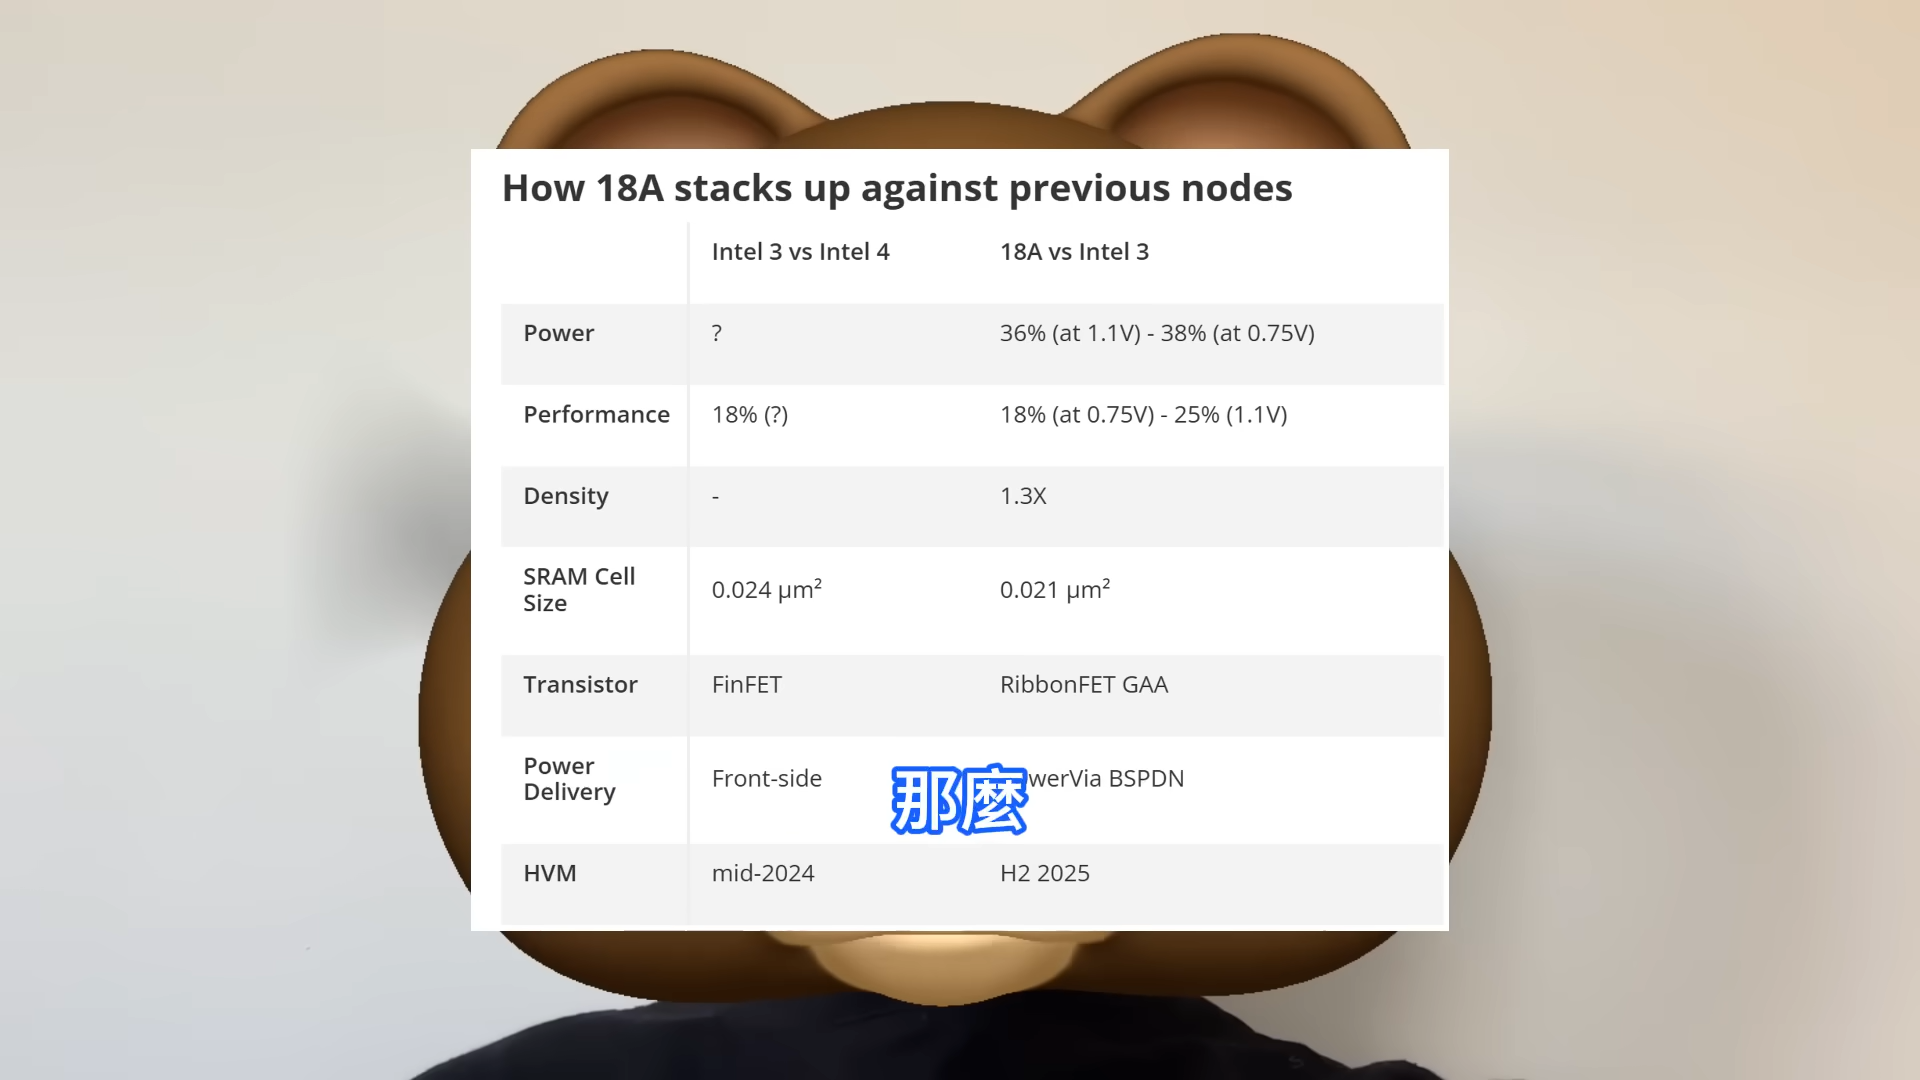 How 18A stacks up against previous nodes
Intel 3 vs Intel 4 18A vs Intel 3
Power ? 36% (at 1.1V) - 38% (at 0.75V)
Performance 18% (?) 18% (at 0.75V) - 25% (1.1V)
Density - 1.3X
SRAM Cell
Size
0.024 µm² 0.021 µm²
Transistor FinFET RibbonFET GAA
Power
Delivery
Front-side werVia BSPDN
那麼
HVM mid-2024 H2 2025